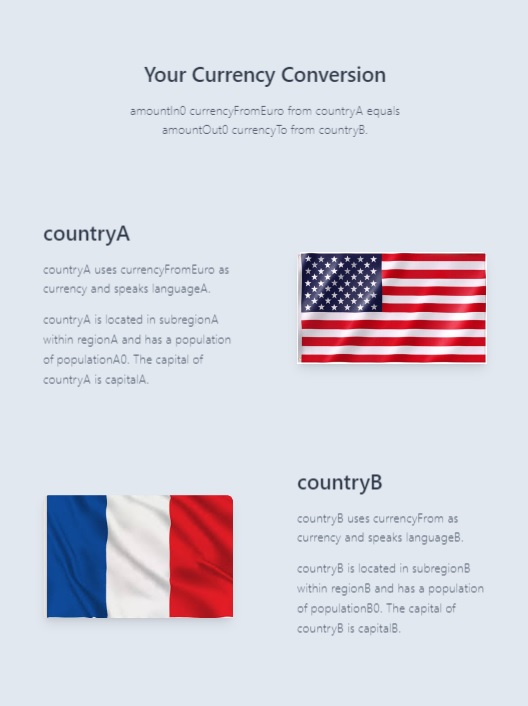 Your Currency Conversion
amountIn0 currencyFromEuro from countryA equals
amountOut0 currencyTo from countryB.
countryA
countryA uses currencyFromEuro as
currency and speaks languageA.
countryA is located in subregionA
within regionA and has a population
of populationA0. The capital of
countryA is capitalA.
countryB
countryB uses currencyFrom as
currency and speaks languageB.
countryB is located in subregionB
within regionB and has a population
of populationB0. The capital of
countryB is capitalB.